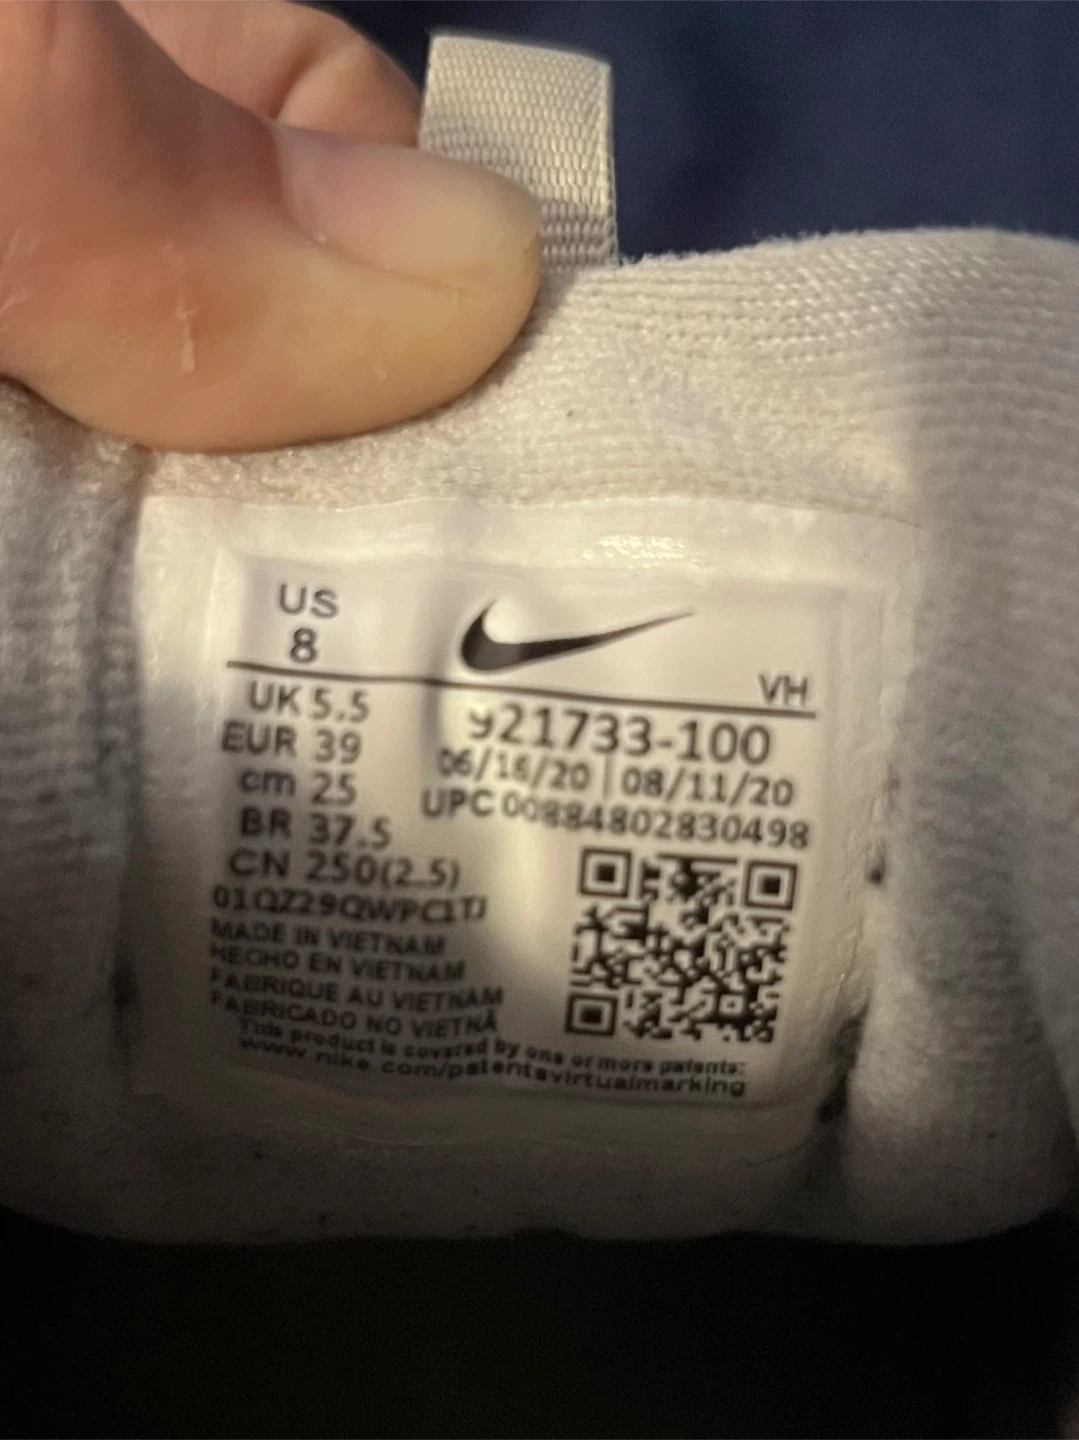 US
8
VH
UK 5.5
EUR 39
cm 25
BR 37.5
CN 250(2.5)
921733-100
06/16/20 | 08/11/20
UPC 00884802830498
01QZ29QWPC1TJ
MADE IN VIETNAM
HECHO EN VIETNAM
FABRIQUE AU VIETNAM
FABRICADO NO VIETNÃ
This product is covered by one or more patents:
www.nike.com/patentsvirtualmarking